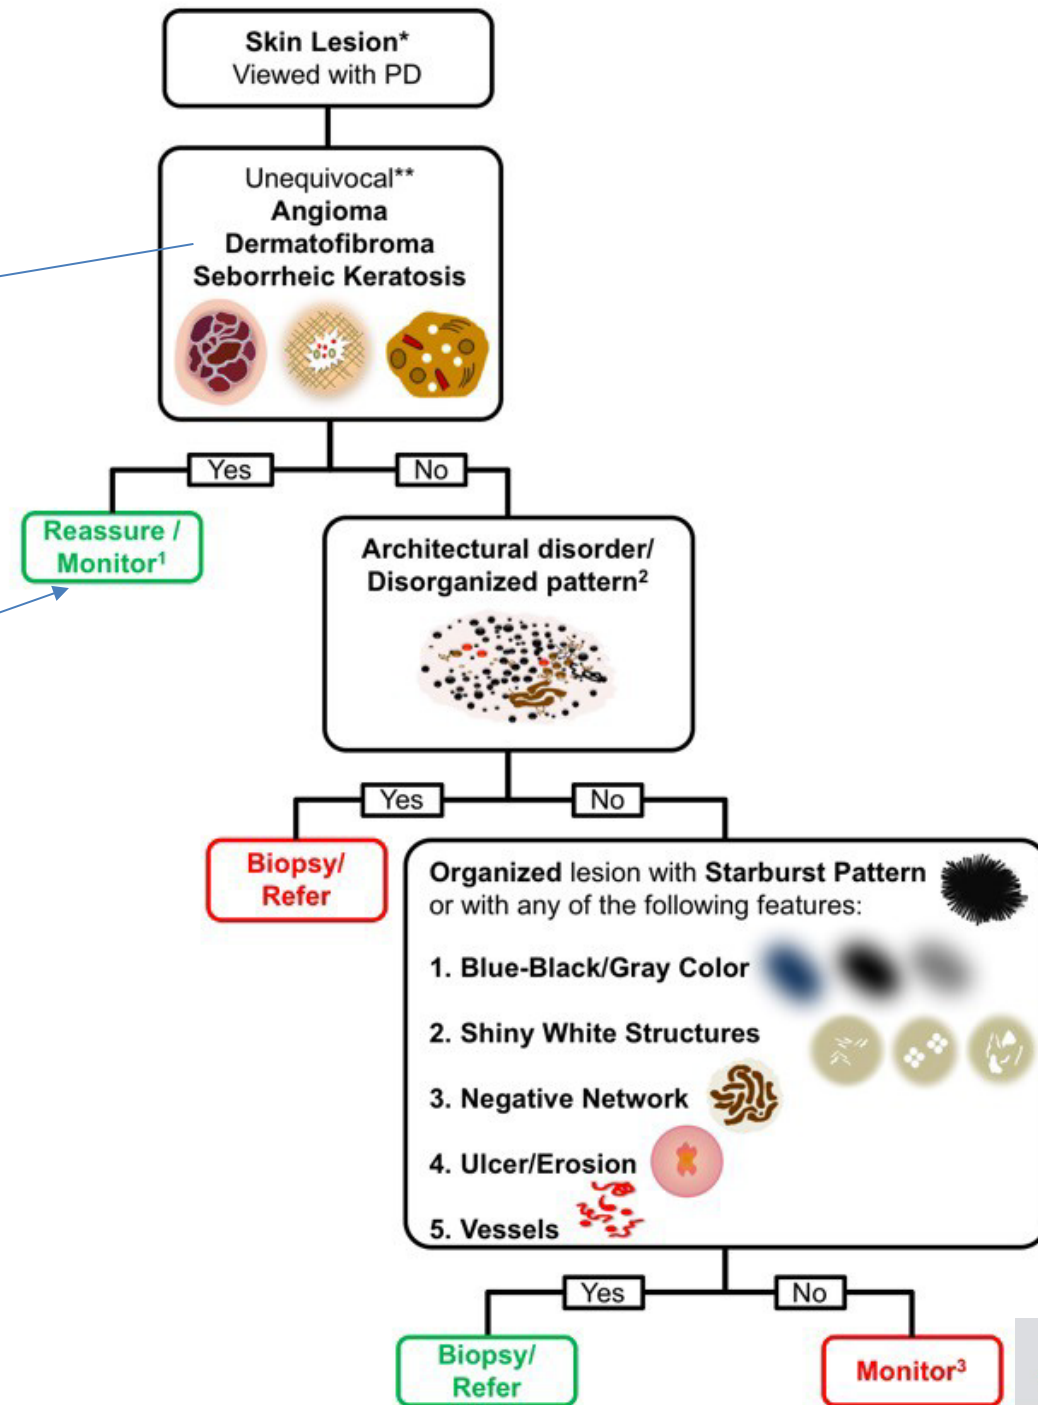 Skin Lesion*
Viewed with PD
Unequivocal**
Angioma
Dermatofibroma
Seborrheic Keratosis
Yes
No
Reassure /
Monitor¹
Architectural disorder/
Disorganized pattern²
Yes
No
Biopsy/
Refer
Organized lesion with Starburst Pattern
or with any of the following features:
1. Blue-Black/Gray Color
2. Shiny White Structures
3. Negative Network
4. Ulcer/Erosion
5. Vessels
Yes
No
Biopsy/
Refer
Monitor³